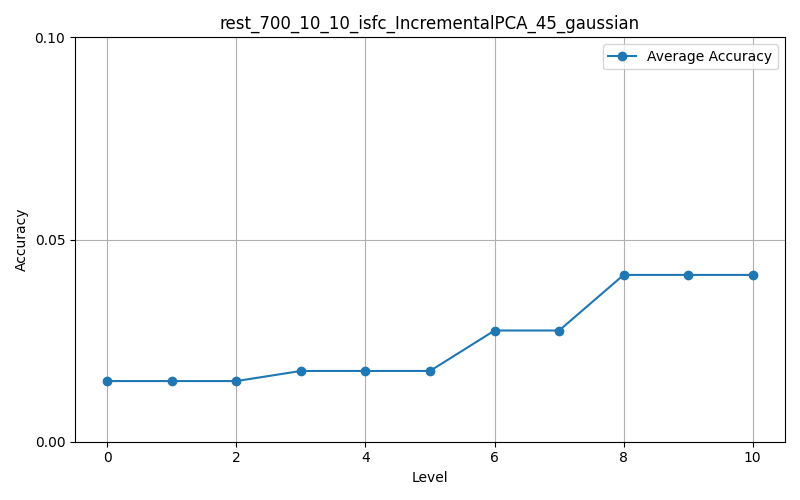 rest_700_10_10_isfc_IncrementalPCA_45_gaussian
Average Accuracy
0.10
0.05
0.00
Accuracy
0 2 4 6 8 10
Level